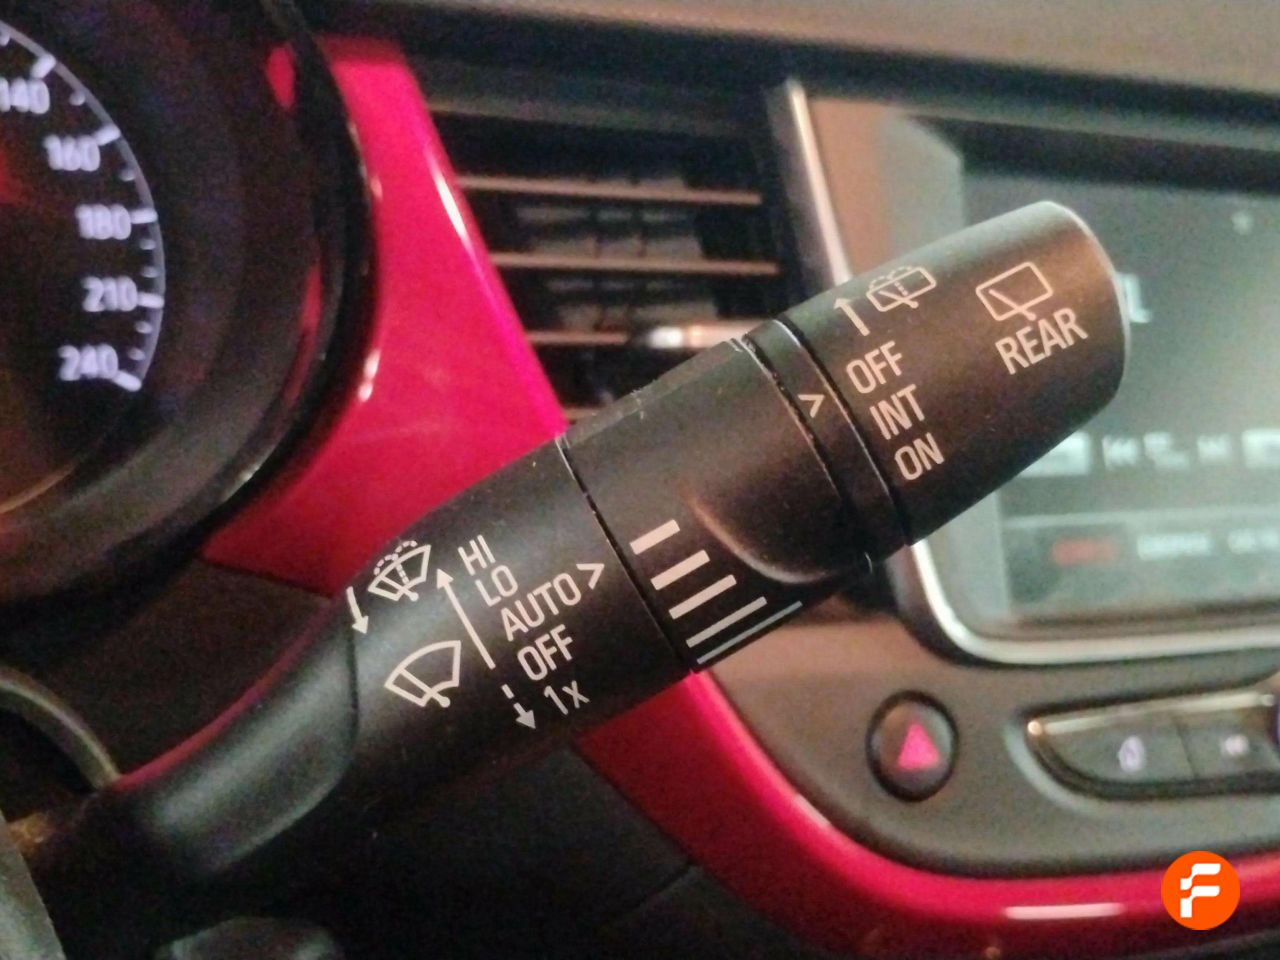 140
160
180
210
240
OFF
INT
ON
REAR
HI
LO
AUTO >
OFF
1x